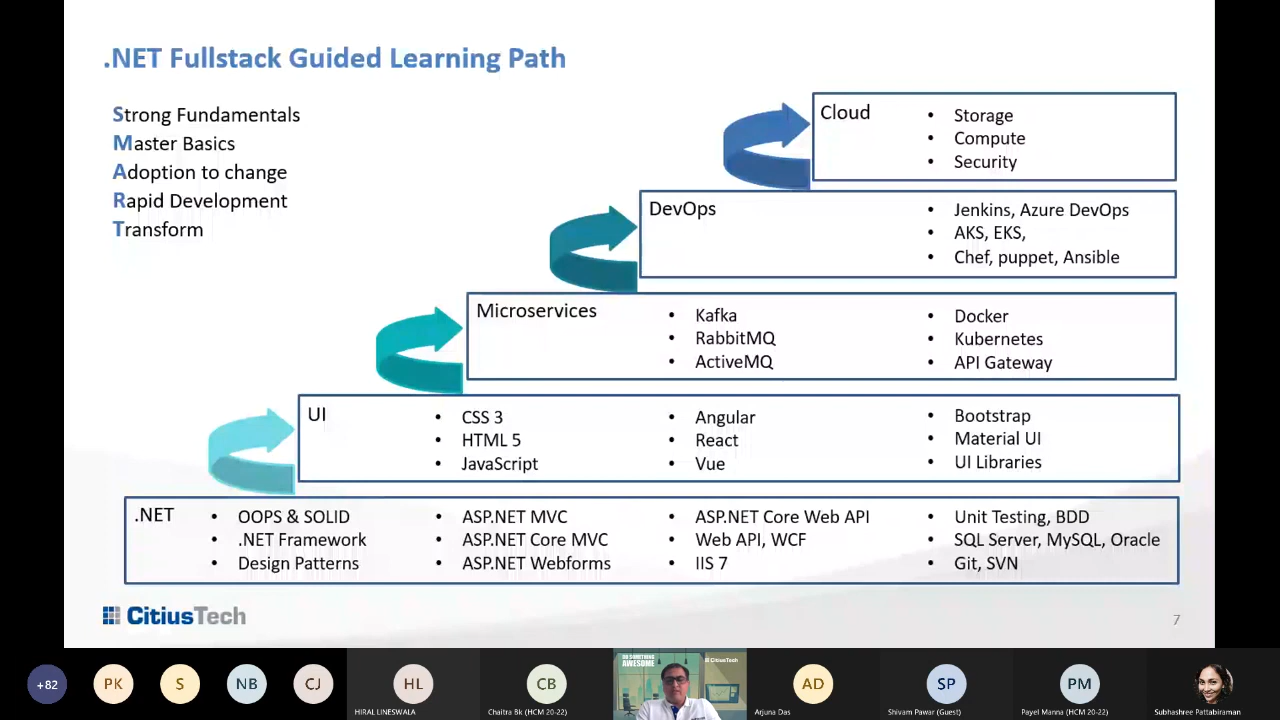 .NET Fullstack Guided Learning Path
Strong Fundamentals
Master Basics
Adoption to change
Rapid Development
Transform
Cloud
• Storage
• Compute
• Security
DevOps
• Jenkins, Azure DevOps
• AKS, EKS,
• Chef, puppet, Ansible
Microservices
• Kafka
• RabbitMQ
• ActiveMQ
• Docker
• Kubernetes
• API Gateway
UI
• CSS 3
• HTML 5
• JavaScript
• Angular
• React
• Vue
• Bootstrap
• Material UI
• UI Libraries
.NET
• OOPS & SOLID
• .NET Framework
• Design Patterns
• ASP.NET MVC
• ASP.NET Core MVC
• ASP.NET Webforms
• ASP.NET Core Web API
• Web API, WCF
• IIS 7
• Unit Testing, BDD
• SQL Server, MySQL, Oracle
• Git, SVN
CitiusTech
7
+82
PK
S
NB
CJ
HL
HIRAL LINESWALA
CB
Chaitra Bk (HCM 20-22)
DO SOMETHING
AWESOME
CitiusTech
AD
Arjuna Das
SP
Shivam Pawar (Guest)
PM
Payel Manna (HCM 20-22)
Subhashree Pattabiraman